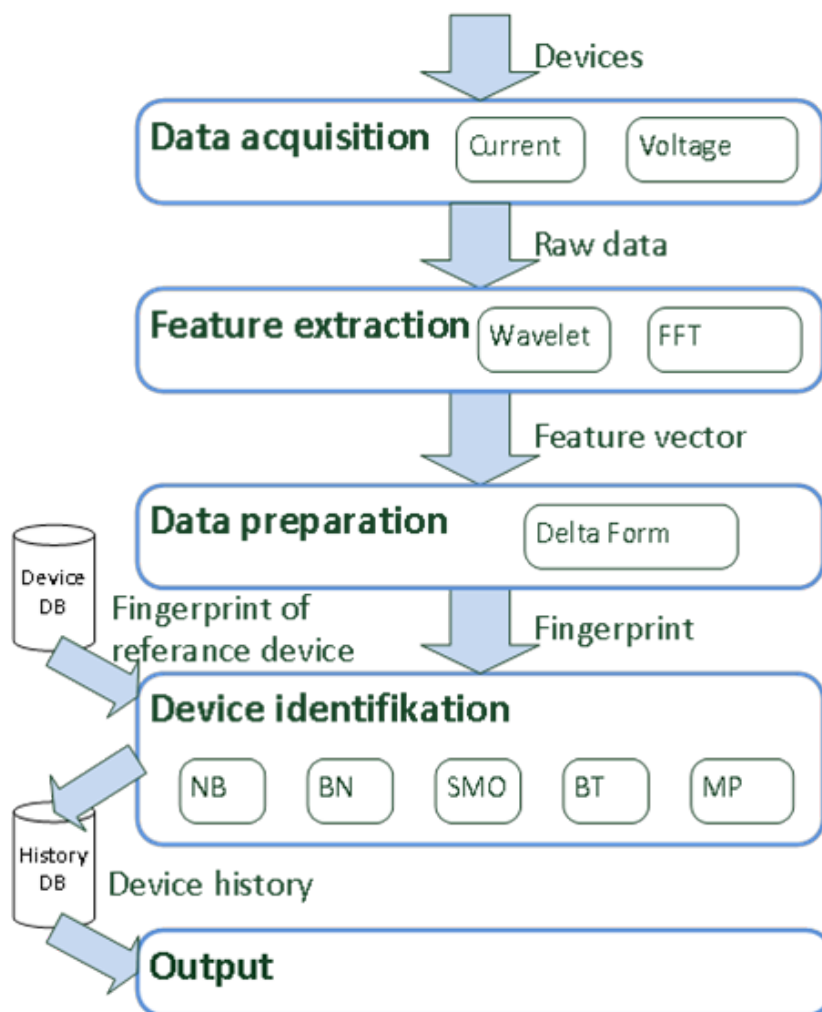 Devices
Data acquisition
Current
Voltage
Raw data
Feature extraction
Wavelet
FFT
Feature vector
Data preparation
Delta Form
Device
DB
Fingerprint of
referance device
Fingerprint
Device identifikation
NB
BN
SMO
BT
MP
History
DB
Device history
Output